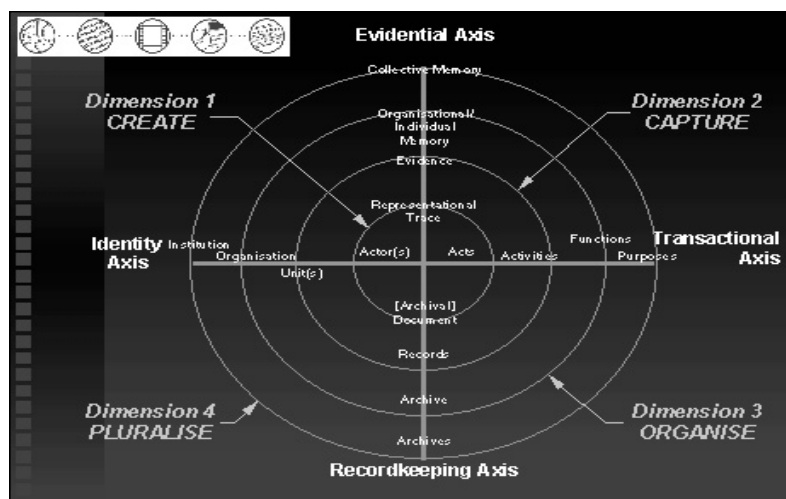 Evidential Axis
Collective Memory
Dimension 1
CREATE
Dimension 2
CAPTURE
Organisational/
Individual
Memory
Evidence
Representational
Trace
Identity
Axis
Institution
Organisation
Unit(s)
Actor(s)
Acts
Activities
Functions
Purposes
Transactional
Axis
[Archival]
Document
Records
Archive
Archives
Dimension 4
PLURALISE
Dimension 3
ORGANISE
Recordkeeping Axis